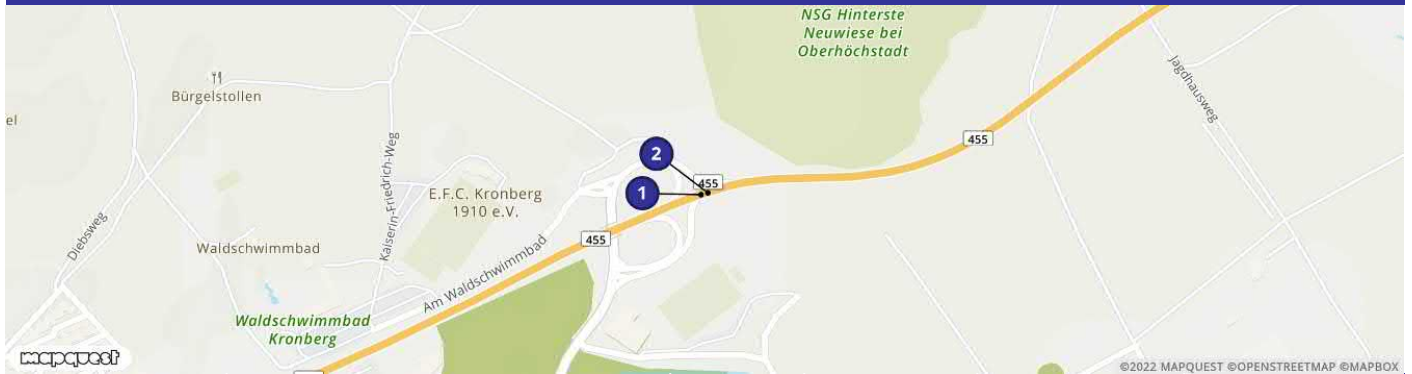 NSG Hinterste
Neuwiese bei
Oberhöchstadt
Bürgelstollen
el
Jagdhausweg
455
2
455
1
E.F.C. Kronberg
1910 e.V.
Kaiserin-Friedrich-Weg
Diebsweg
Waldschwimmbad
455
Am Waldschwimmbad
Waldschwimmbad
Kronberg
mapquest
©2022 MAPQUEST ©OPENSTREETMAP ©MAPBOX